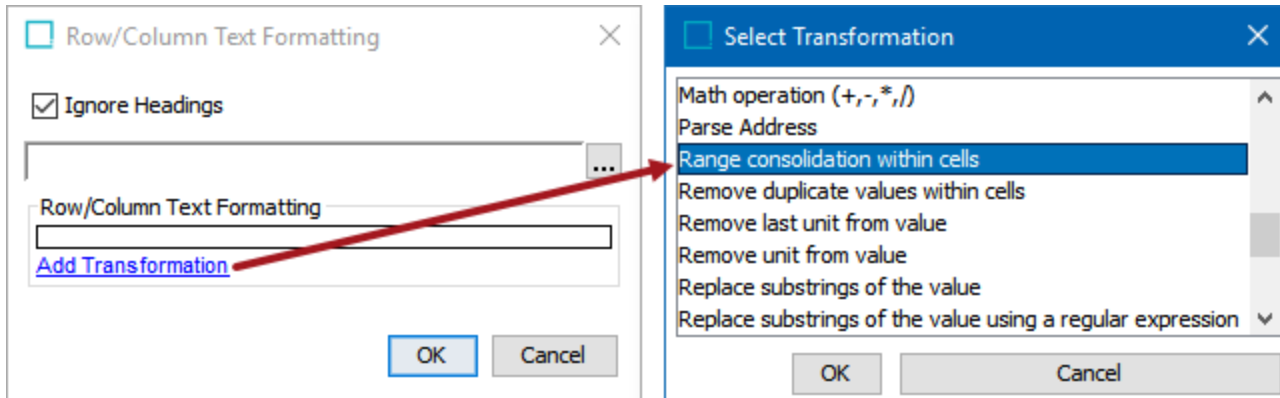 Row/Column Text Formatting
Ignore Headings
...
Row/Column Text Formatting
Add Transformation
OK
Cancel
Select Transformation
Math operation (+,-,*,/)
Parse Address
Range consolidation within cells
Remove duplicate values within cells
Remove last unit from value
Remove unit from value
Replace substrings of the value
Replace substrings of the value using a regular expression
OK
Cancel